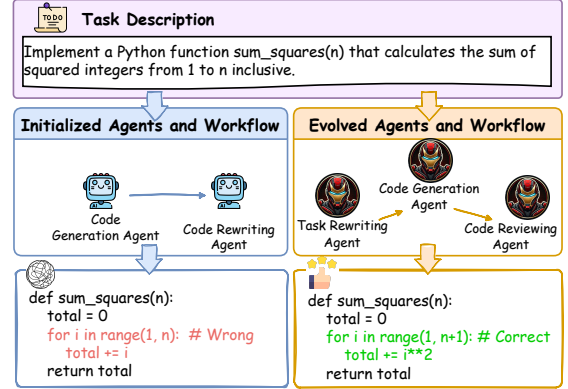 TO DO
Task Description
Implement a Python function sum_squares(n) that calculates the sum of
squared integers from 1 to n inclusive.
Initialized Agents and Workflow
AI
AI
Code
Generation Agent
Code Rewriting
Agent
def sum_squares(n):
total = 0
for i in range(1, n): # Wrong
total += i
return total
Evolved Agents and Workflow
Code Generation
Agent
Task Rewriting
Agent
Code Reviewing
Agent
def sum_squares(n):
total = 0
for i in range(1, n+1): # Correct
total += i**2
return total